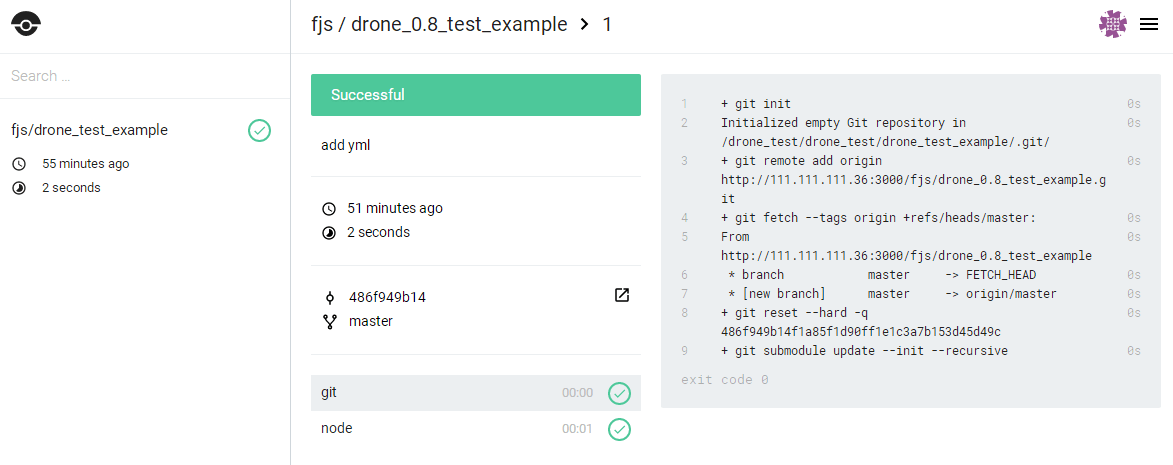 fjs / drone_0.8_test_example > 1
Search ...
fjs/drone_test_example
55 minutes ago
2 seconds
Successful
add yml
51 minutes ago
2 seconds
486f949b14
master
git 00:00
node 00:01
1 + git init 0s
2 Initialized empty Git repository in 0s
/drone_test/drone_test/drone_test_example/.git/
3 + git remote add origin 0s
http://111.111.111.36:3000/fjs/drone_0.8_test_example.g
it
4 + git fetch --tags origin +refs/heads/master: 0s
5 From 0s
http://111.111.111.36:3000/fjs/drone_0.8_test_example
6 * branch master -> FETCH_HEAD 0s
7 * [new branch] master -> origin/master 0s
8 + git reset --hard -q 0s
486f949b14f1a85f1d90ff1e1c3a7b153d45d49c
9 + git submodule update --init --recursive 0s
exit code 0